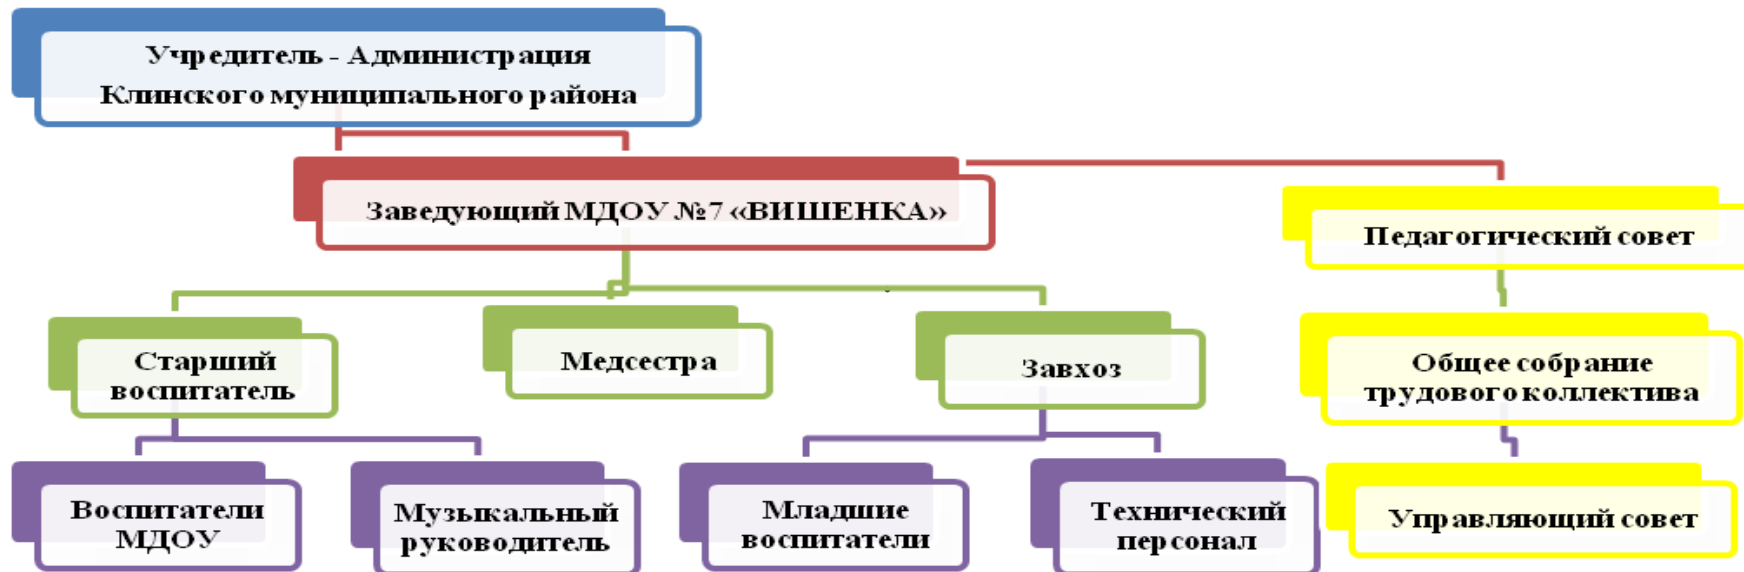 Учредитель - Администрация
Клинского муниципального района
Заведующий МДОУ №7 «ВИШЕНКА»
Педагогический совет
Старший
воспитатель
Медсестра
Завхоз
Общее собрание
трудового коллектива
Воспитатели
МДОУ
Музыкальный
руководитель
Младшие
воспитатели
Технический
персонал
Управляющий совет